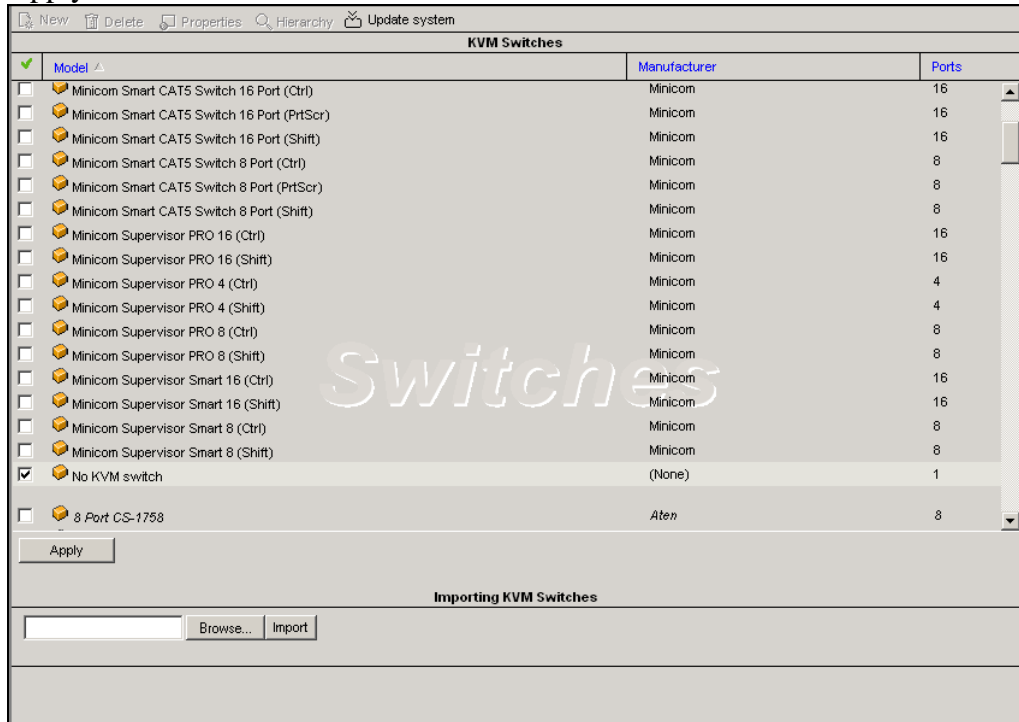 New Delete Properties Hierarchy Update system
KVM Switches
Model Manufacturer Ports
Minicom Smart CAT5 Switch 16 Port (Ctrl) Minicom 16
Minicom Smart CAT5 Switch 16 Port (PrtScr) Minicom 16
Minicom Smart CAT5 Switch 16 Port (Shift) Minicom 16
Minicom Smart CAT5 Switch 8 Port (Ctrl) Minicom 8
Minicom Smart CAT5 Switch 8 Port (PrtScr) Minicom 8
Minicom Smart CAT5 Switch 8 Port (Shift) Minicom 8
Minicom Supervisor PRO 16 (Ctrl) Minicom 16
Minicom Supervisor PRO 16 (Shift) Minicom 16
Minicom Supervisor PRO 4 (Ctrl) Minicom 4
Minicom Supervisor PRO 4 (Shift) Minicom 4
Minicom Supervisor PRO 8 (Ctrl) Minicom 8
Minicom Supervisor PRO 8 (Shift) Minicom 8
Switches
Minicom Supervisor Smart 16 (Ctrl) Minicom 16
Minicom Supervisor Smart 16 (Shift) Minicom 16
Minicom Supervisor Smart 8 (Ctrl) Minicom 8
Minicom Supervisor Smart 8 (Shift) Minicom 8
No KVM switch (None) 1
8 Port CS-1758 Aten 8
Apply
Importing KVM Switches
Browse... Import